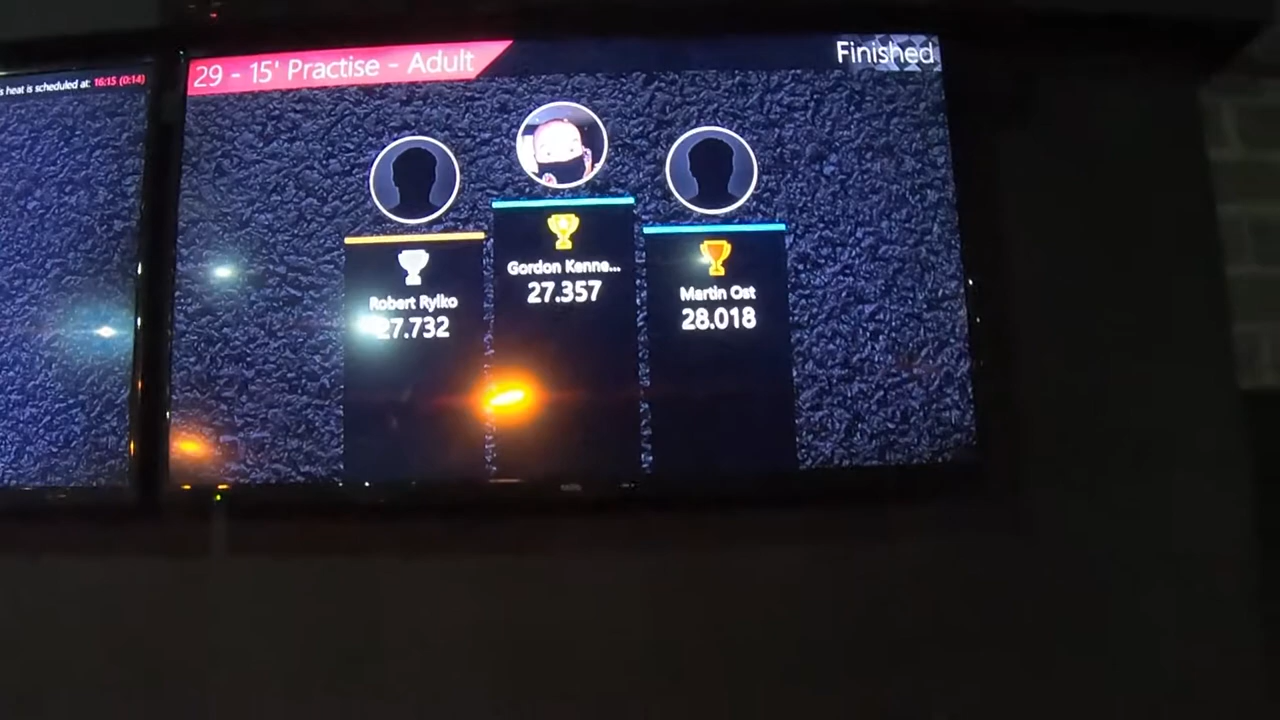 s heat is scheduled at: 16:15 (0:14)
29 - 15' Practise - Adult
Finished
Robert Rylko
27.732
Gordon Kenne...
27.357
Martin Ost
28.018